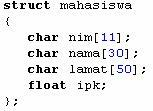 struct mahasiswa
{
char nim[11];
char nama[30];
char lamat[50];
float ipk;
};